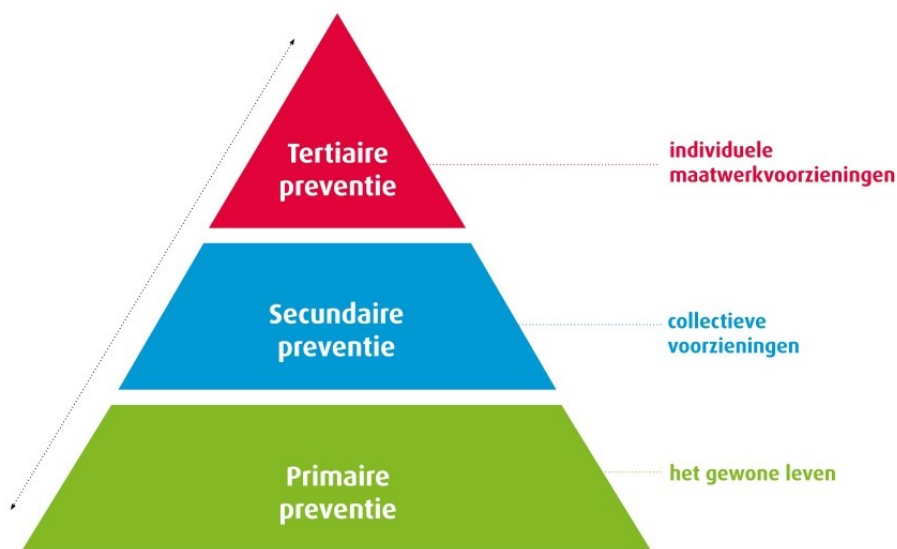 Tertiaire
preventie
individuele
maatwerkvoorzieningen
Secundaire
preventie
collectieve
voorzieningen
Primaire
preventie
het gewone leven